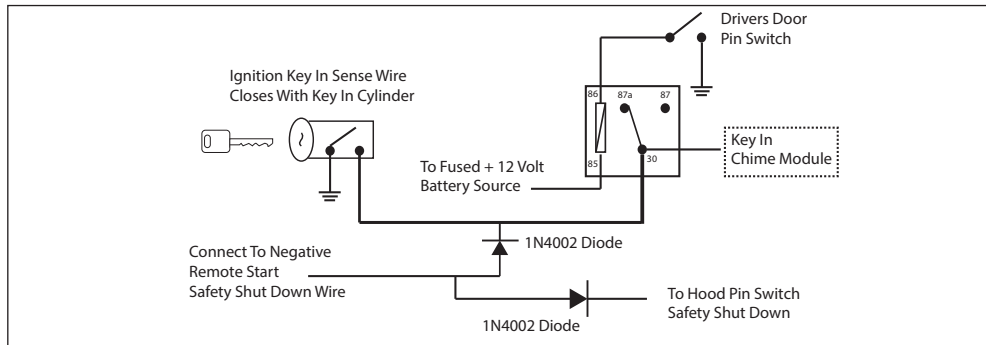 Drivers Door
Pin Switch
Ignition Key In Sense Wire
Closes With Key In Cylinder
86
87a
87
Key In
Chime Module
85
30
To Fused + 12 Volt
Battery Source
1N4002 Diode
Connect To Negative
Remote Start
Safety Shut Down Wire
To Hood Pin Switch
Safety Shut Down
1N4002 Diode